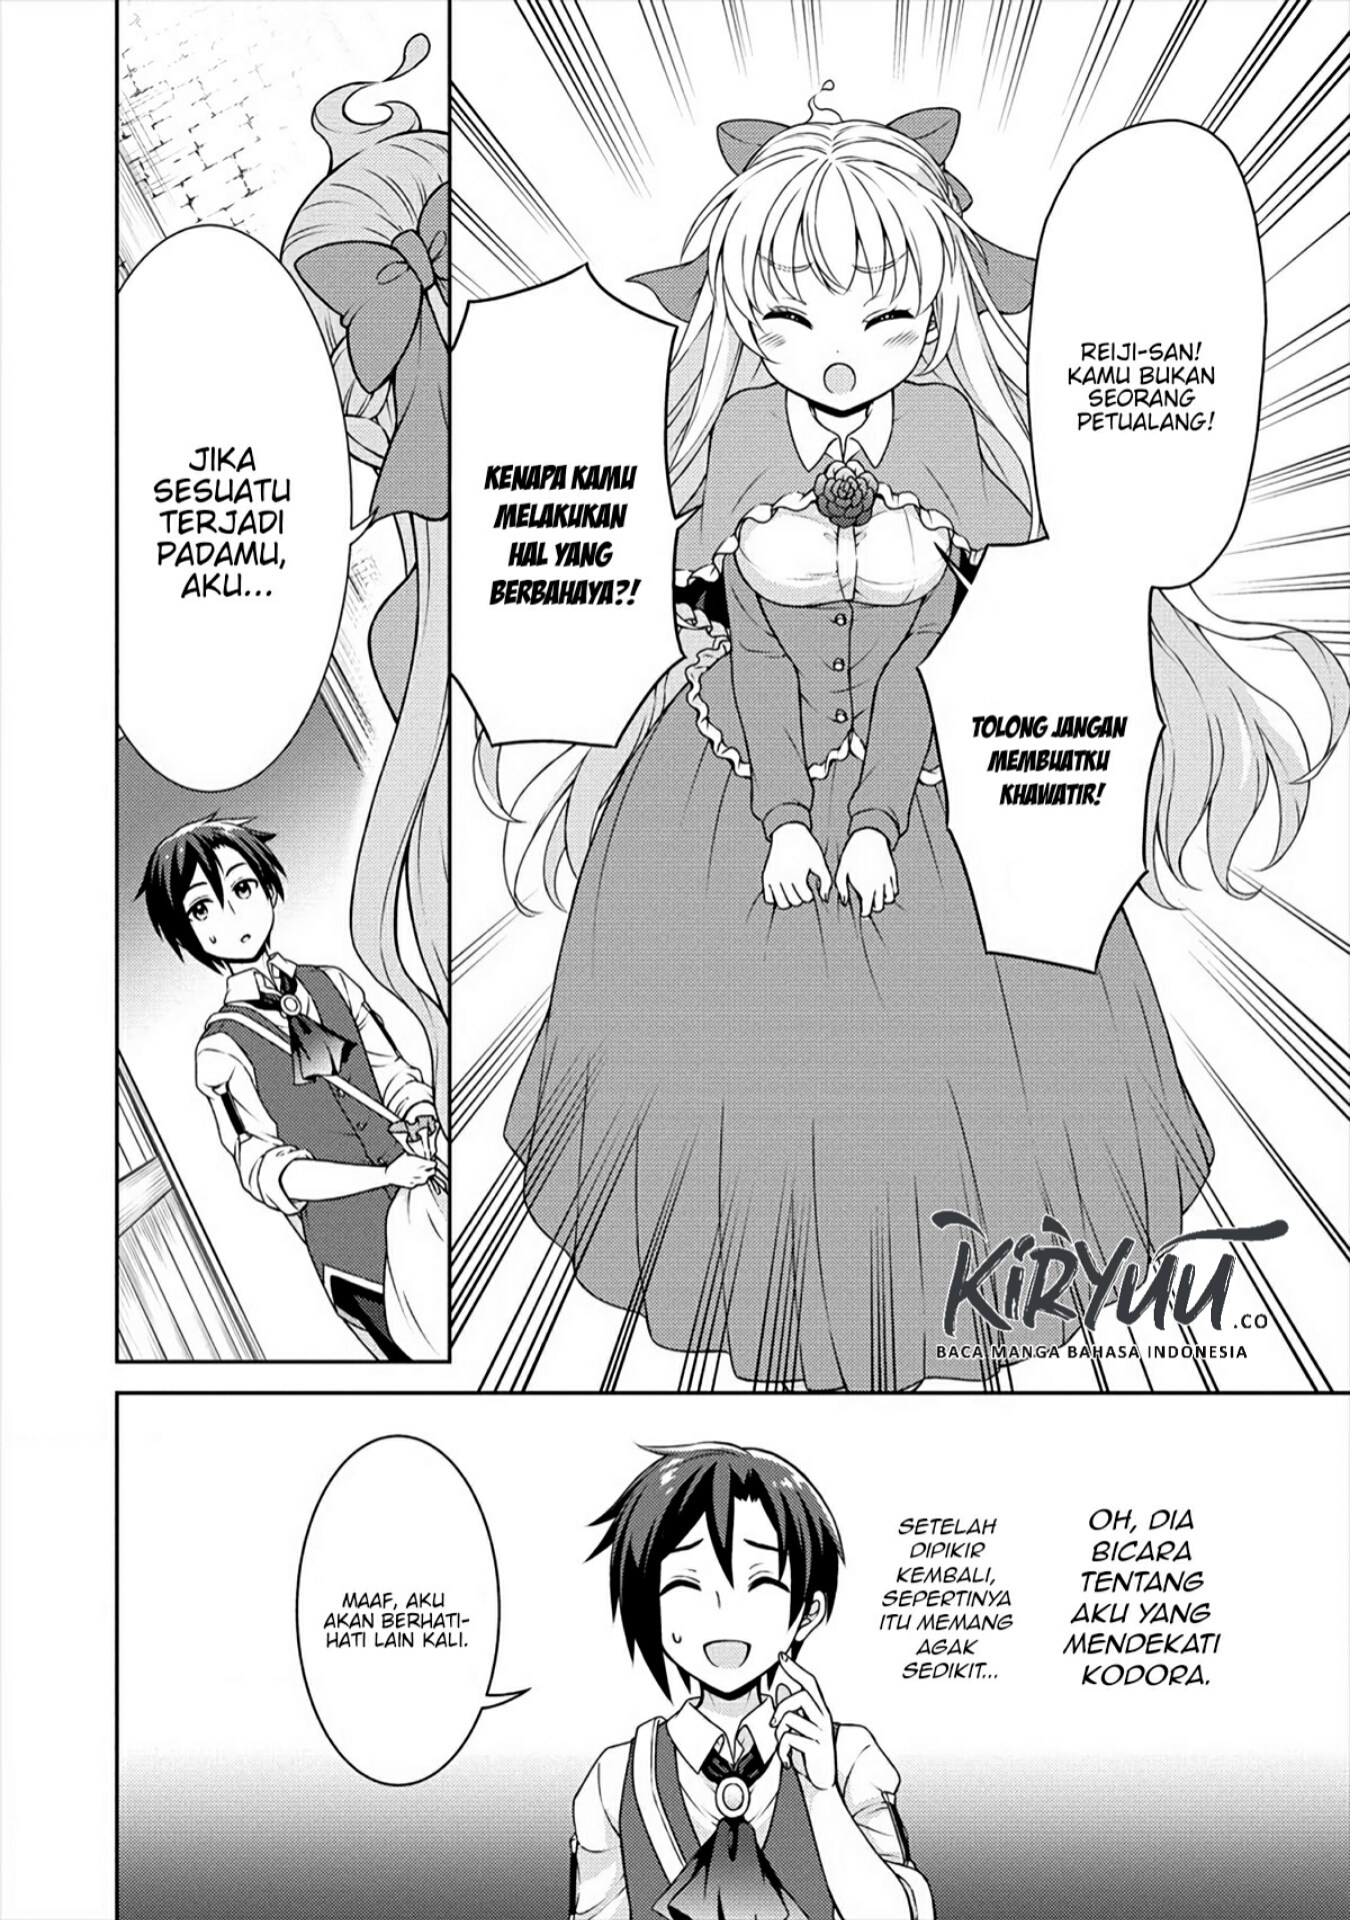 REIJI-SAN!
KAMU BUKAN
SEORANG
PETUALANG!
TOLONG JANGAN
MEMBUATKU
KHAWATIR!
KENAPA KAMU
MELAKUKAN
HAL YANG
BERBAHAYA?!
JIKA
SESUATU
TERJADI
PADAMU,
AKU...
KIRYUU.CO
BACA MANGA BAHASA INDONESIA
OH, DIA
BICARA
TENTANG
AKU YANG
MENDEKATI
KODORA.
SETELAH
DIPIKIR
KEMBALI,
SEPERTINYA
ITU MEMANG
AGAK
SEDIKIT...
MAAF, AKU
AKAN BERHATI-
HATI LAIN KALI.